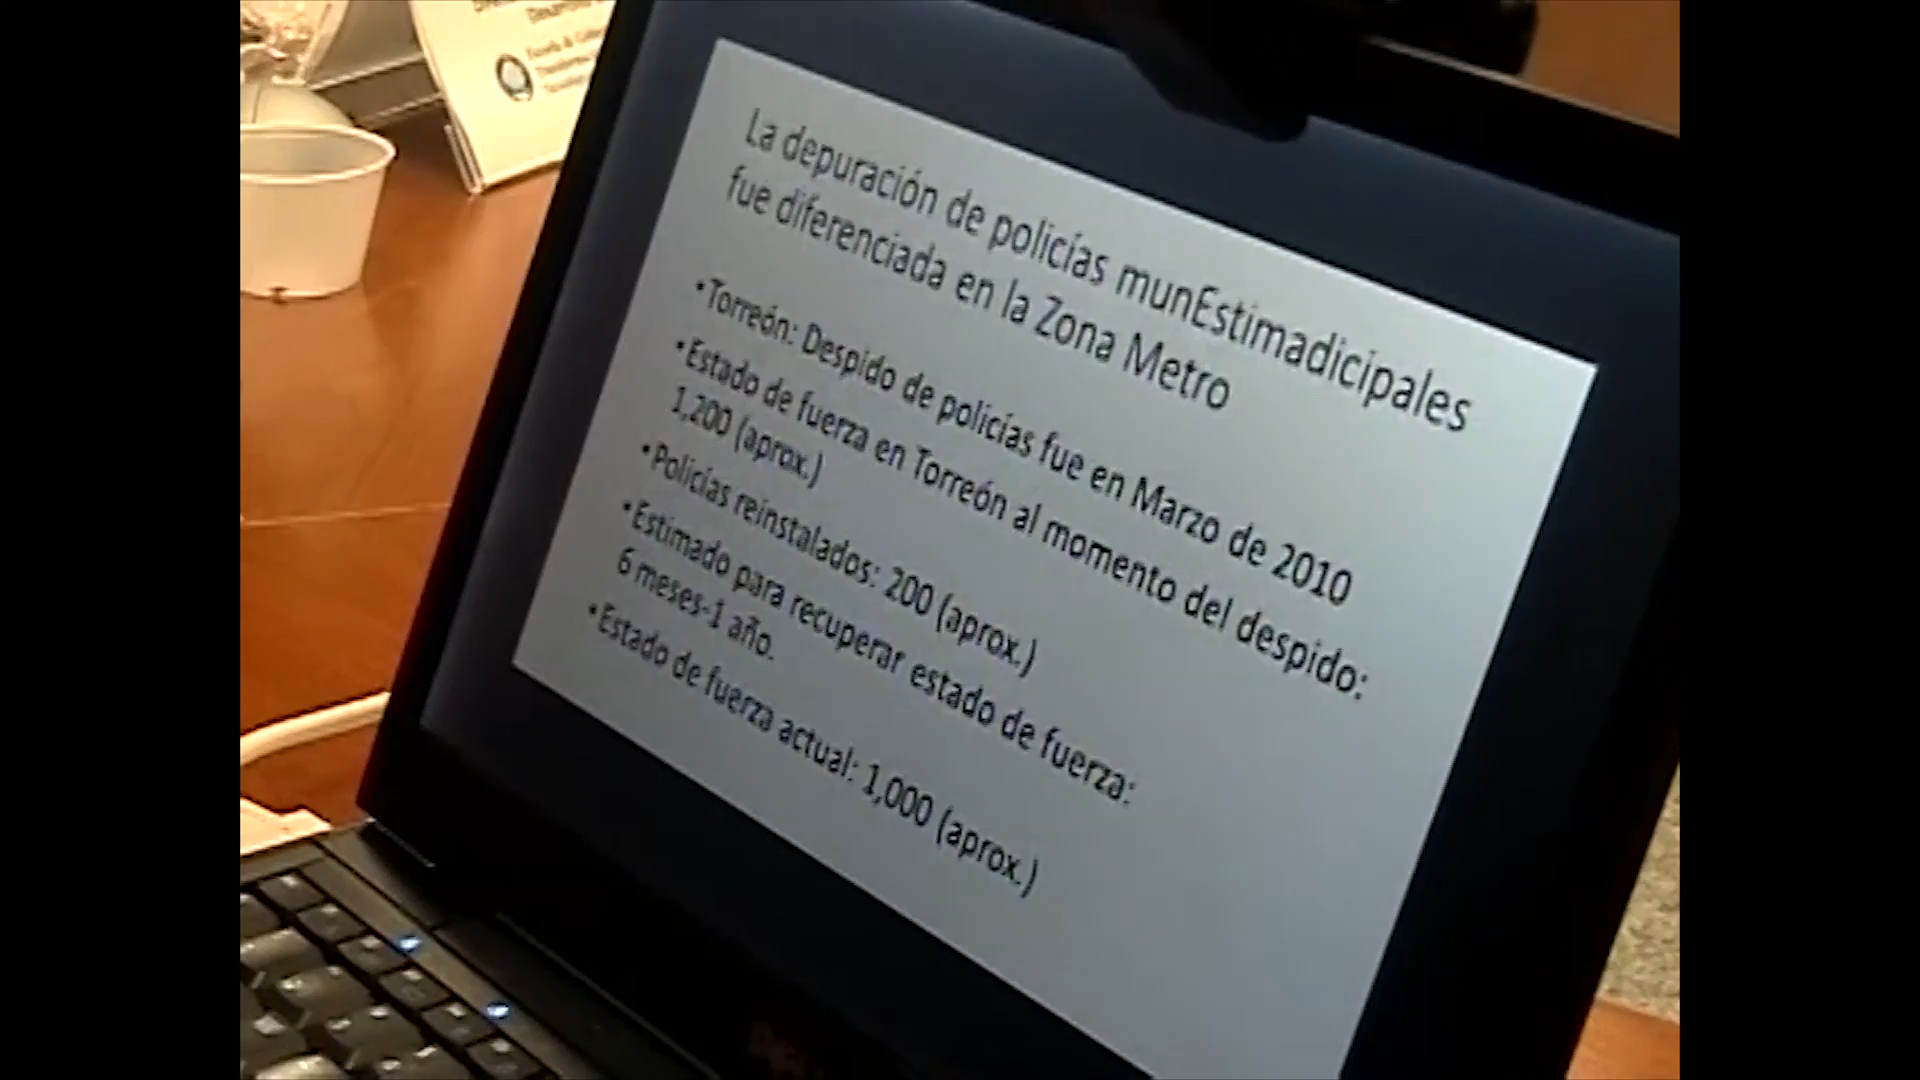 La depuración de policías munEstimadicipales
fue diferenciada en la Zona Metro
•Torreón: Despido de policías fue en Marzo de 2010
•Estado de fuerza en Torreón al momento del despido:
1,200 (aprox.)
•Policías reinstalados: 200 (aprox.)
•Estimado para recuperar estado de fuerza:
6 meses-1 año.
•Estado de fuerza actual: 1,000 (aprox.)